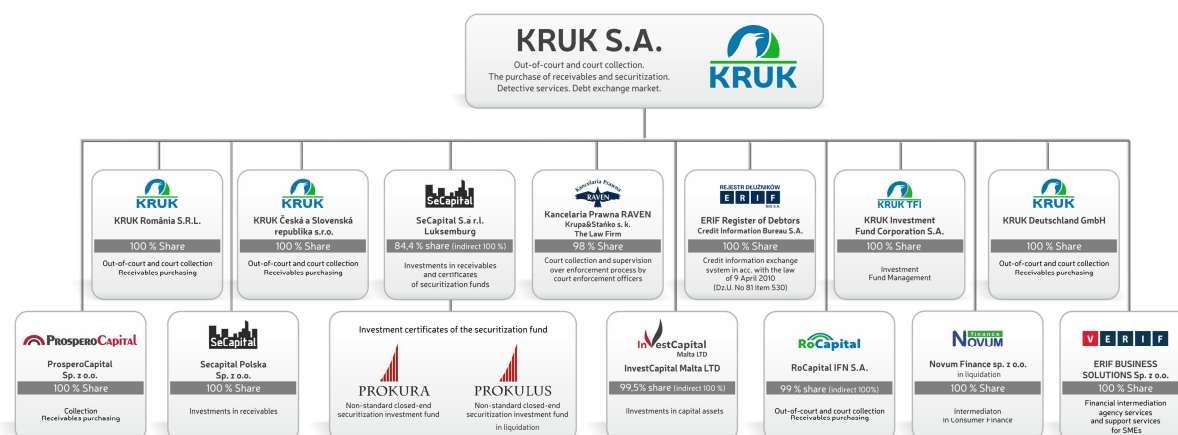 KRUK S.A.
Out-of-court and court collection.
The purchase of receivables and securitization.
Detective services. Debt exchange market.
KRUK
KRUK
KRUK România S.R.L.
100 % Share
Out-of-court and court collection
Receivables purchasing
KRUK
KRUK Česká a Slovenská
republika s.r.o.
100 % Share
Out-of-court and court collection
Receivables purchasing
SeCapital
SeCapital S.a r.l.
Luksemburg
84,4 % share (indirect 100 %)
Investments in receivables
and certificates
of securitization funds
Kancelaria Prawna
RAVEN
Kancelaria Prawna RAVEN
Krupa&Stańko s. k.
The Law Firm
98 % Share
Court collection and supervision
over enforcement process by
court enforcement officers
REJESTR DŁUŻNIKÓW
ERIF
BIG S.A.
ERIF Register of Debtors
Credit Information Bureau S.A.
100 % Share
Credit information exchange
system in acc. with the law
of 9 April 2010
(Dz.U. No 81 item 530)
KRUK TFI
KRUK Investment
Fund Corporation S.A.
100 % Share
Investment
Fund Management
KRUK
KRUK Deutschland GmbH
100 % Share
Out-of-court and court collection
Receivables purchasing
PROSPEROCAPITAL
ProsperoCapital
Sp. z o.o.
100 % Share
Collection
Receivables purchasing
SeCapital
Secapital Polska
Sp. z o.o.
100 % Share
Investments in receivables
Investment certificates of the securitization fund
PROKURA
Non-standard closed-end
securitization investment fund
PROKULUS
Non-standard closed-end
securitization investment fund
in liquidation
InVestCapital
Malta LTD
InvestCapital Malta LTD
99,5% share (indirect 100 %)
IInvestments in capital assets
RoCapital
RoCapital IFN S.A.
99 % share (indirect 100%)
Out-of-court and court collection
Receivables purchasing
finance
NOVUM
Novum Finance sp. z o.o.
in liquidation
100 % Share
Intermediaton
in Consumer Finance
VERIF
ERIF BUSINESS
SOLUTIONS Sp. z o.o.
100 % Share
Financial intermediation
agency services
and support services
for SMEs